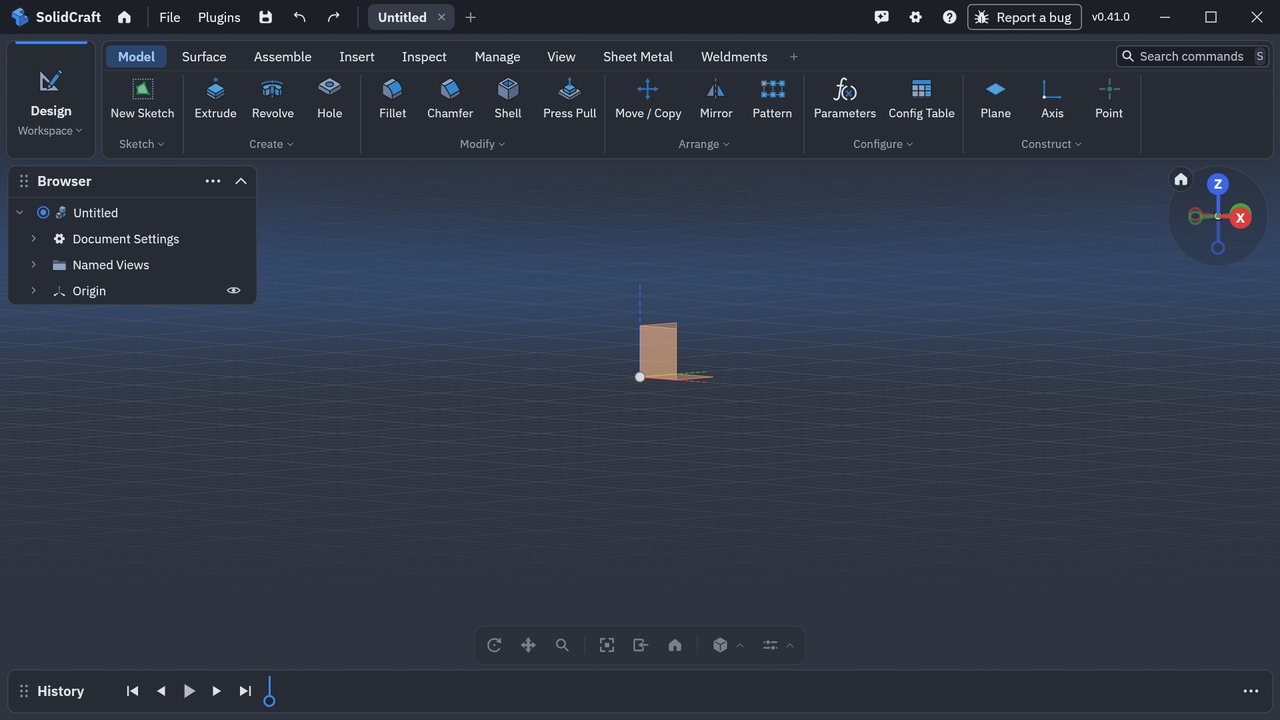 SolidCraft File Plugins Untitled Report a bug v0.41.0
Design
Workspace
Model Surface Assemble Insert Inspect Manage View Sheet Metal Weldments Search commands S
New Sketch Extrude Revolve Hole Fillet Chamfer Shell Press Pull Move / Copy Mirror Pattern Parameters Config Table Plane Axis Point
Sketch Create Modify Arrange Configure Construct
Browser
Untitled
Document Settings
Named Views
Origin
Z
X
History